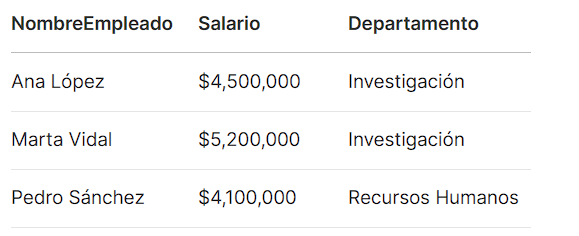 NombreEmpleado Salario Departamento
Ana López $4,500,000 Investigación
Marta Vidal $5,200,000 Investigación
Pedro Sánchez $4,100,000 Recursos Humanos